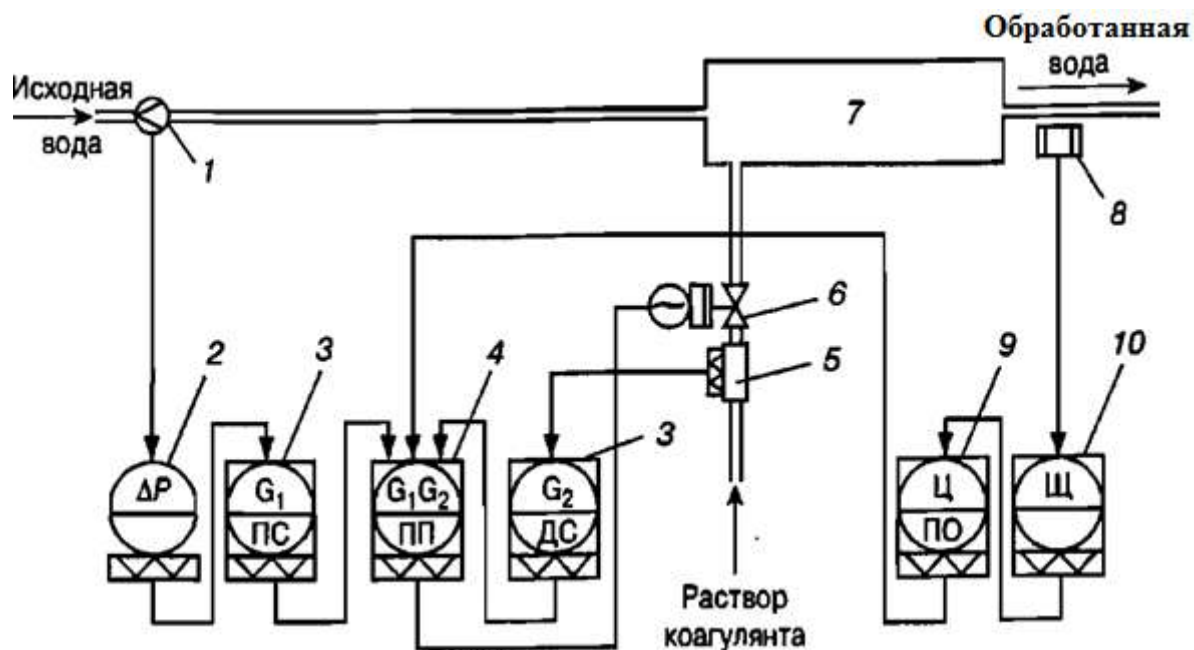 Обработанная
вода
Исходная
вода
1
7
8
6
5
2
3
4
3
9
10
ΔP
G₁
ПС
G₁G₂
ПП
G₂
ДС
Ц
ПО
Щ
Раствор
коагулянта